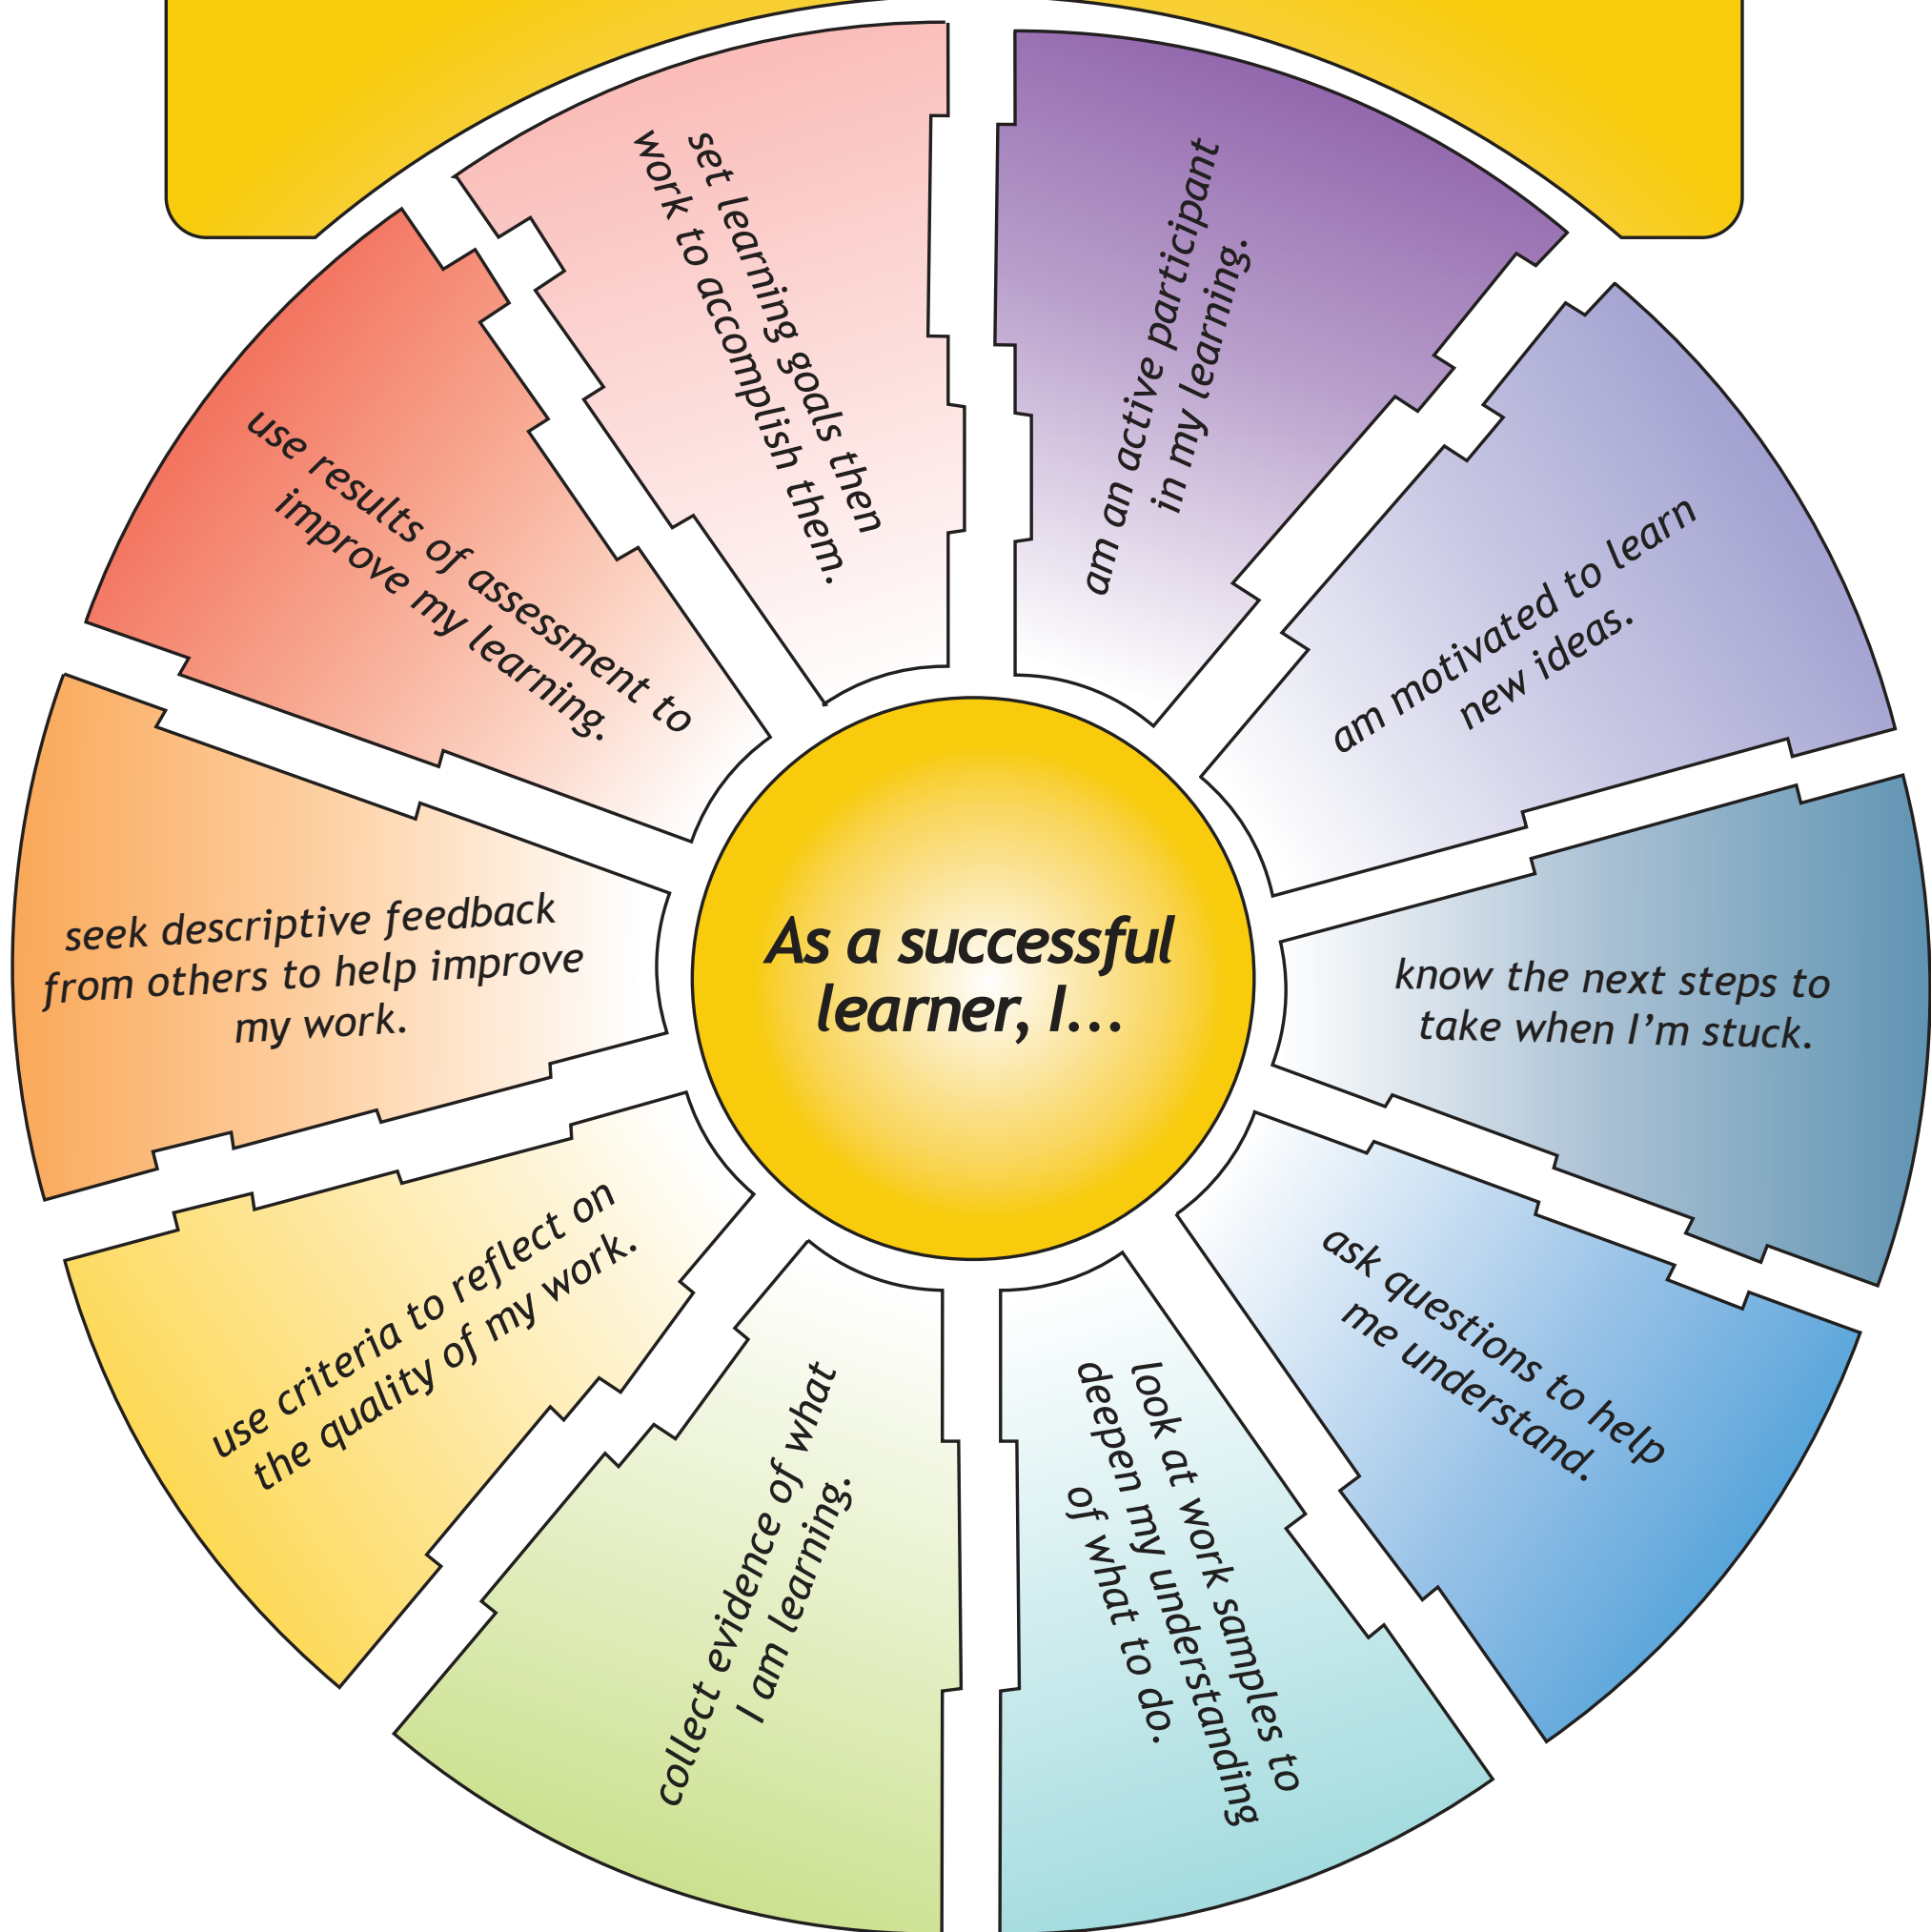 As a successful
learner, I...
am an active participant
in my learning.
am motivated to learn
new ideas.
know the next steps to
take when I'm stuck.
ask questions to help
me understand.
look at work samples to
deepen my understanding
of what to do.
collect evidence of what
I am learning.
use criteria to reflect on
the quality of my work.
seek descriptive feedback
from others to help improve
my work.
use results of assessment to
improve my learning.
set learning goals then
work to accomplish them.